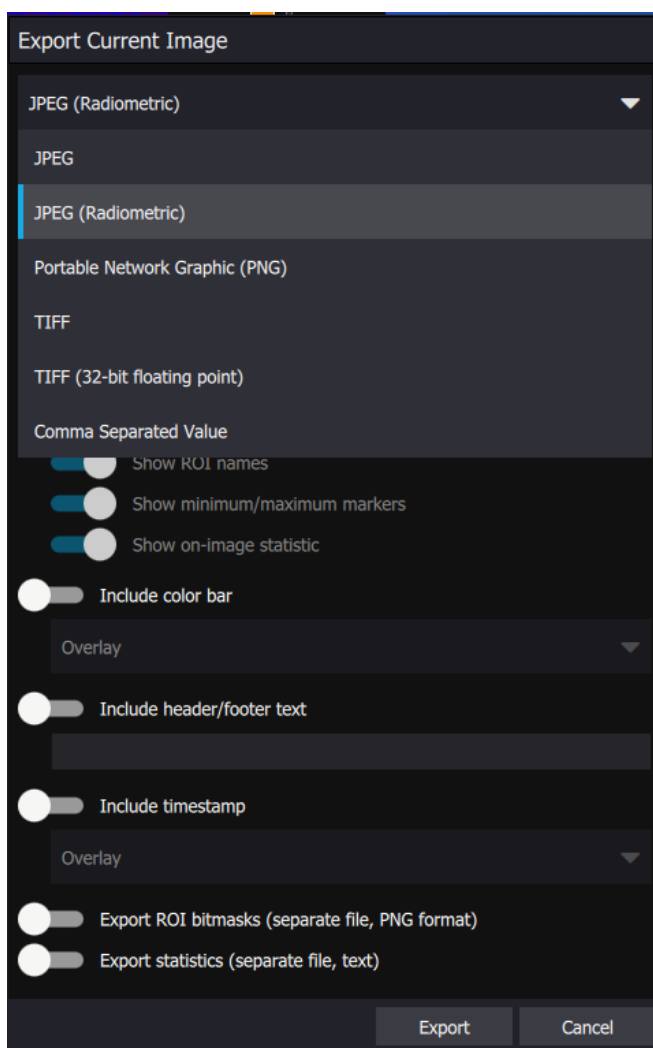 Export Current Image
JPEG (Radiometric)
JPEG
JPEG (Radiometric)
Portable Network Graphic (PNG)
TIFF
TIFF (32-bit floating point)
Comma Separated Value
Show ROI names
Show minimum/maximum markers
Show on-image statistic
Include color bar
Overlay
Include header/footer text
Include timestamp
Overlay
Export ROI bitmasks (separate file, PNG format)
Export statistics (separate file, text)
Export Cancel